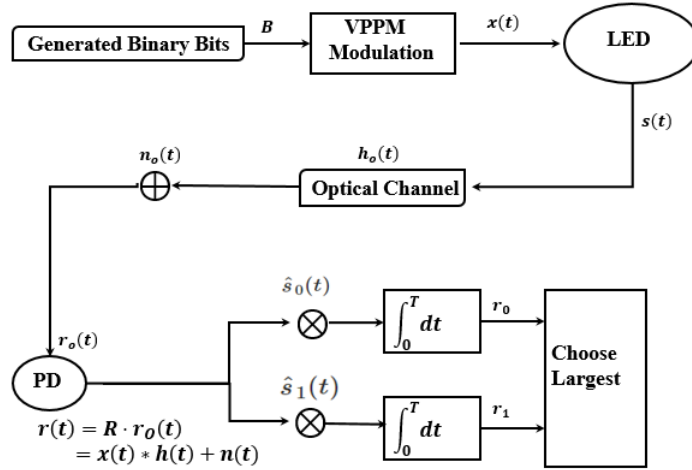 Generated Binary Bits
B
VPPM
Modulation
x(t)
LED
s(t)
n_o(t)
h_o(t)
Optical Channel
r_o(t)
PD
r(t) = R · r_O(t)
= x(t) * h(t) + n(t)
ŝ_0(t)
∫_0^T dt
r_0
ŝ_1(t)
∫_0^T dt
r_1
Choose
Largest